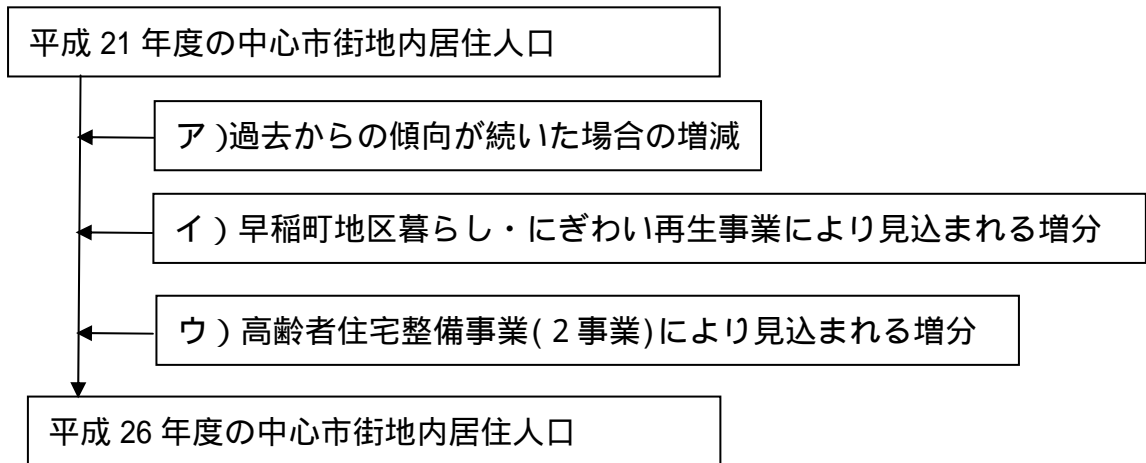 平成 21 年度の中心市街地内居住人口
ア)過去からの傾向が続いた場合の増減
イ)早稲町地区暮らし・にぎわい再生事業により見込まれる増分
ウ)高齢者住宅整備事業(2事業)により見込まれる増分
平成 26 年度の中心市街地内居住人口